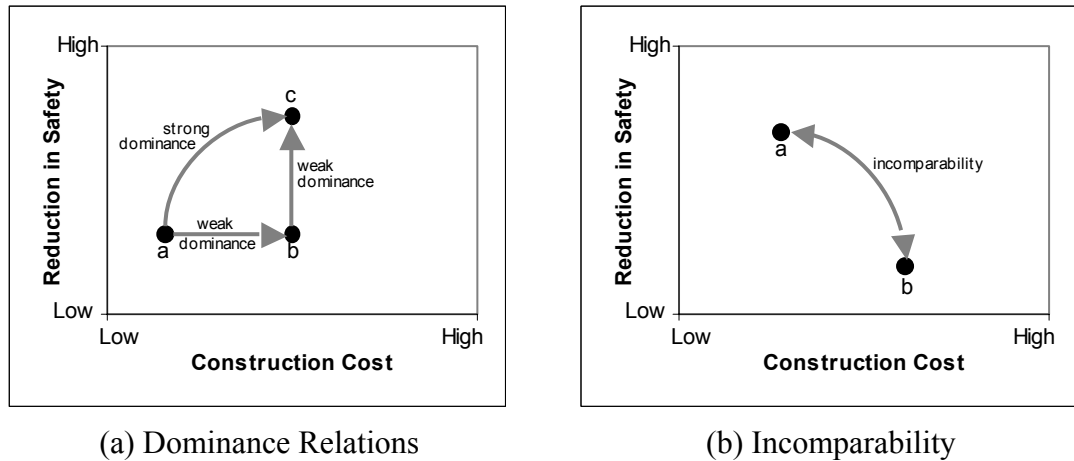 High
Reduction in Safety
Low
Low
High
Construction Cost
c
strong
dominance
weak
dominance
weak
dominance
a
b
(a) Dominance Relations
High
Reduction in Safety
Low
Low
High
Construction Cost
a
incomparability
b
(b) Incomparability